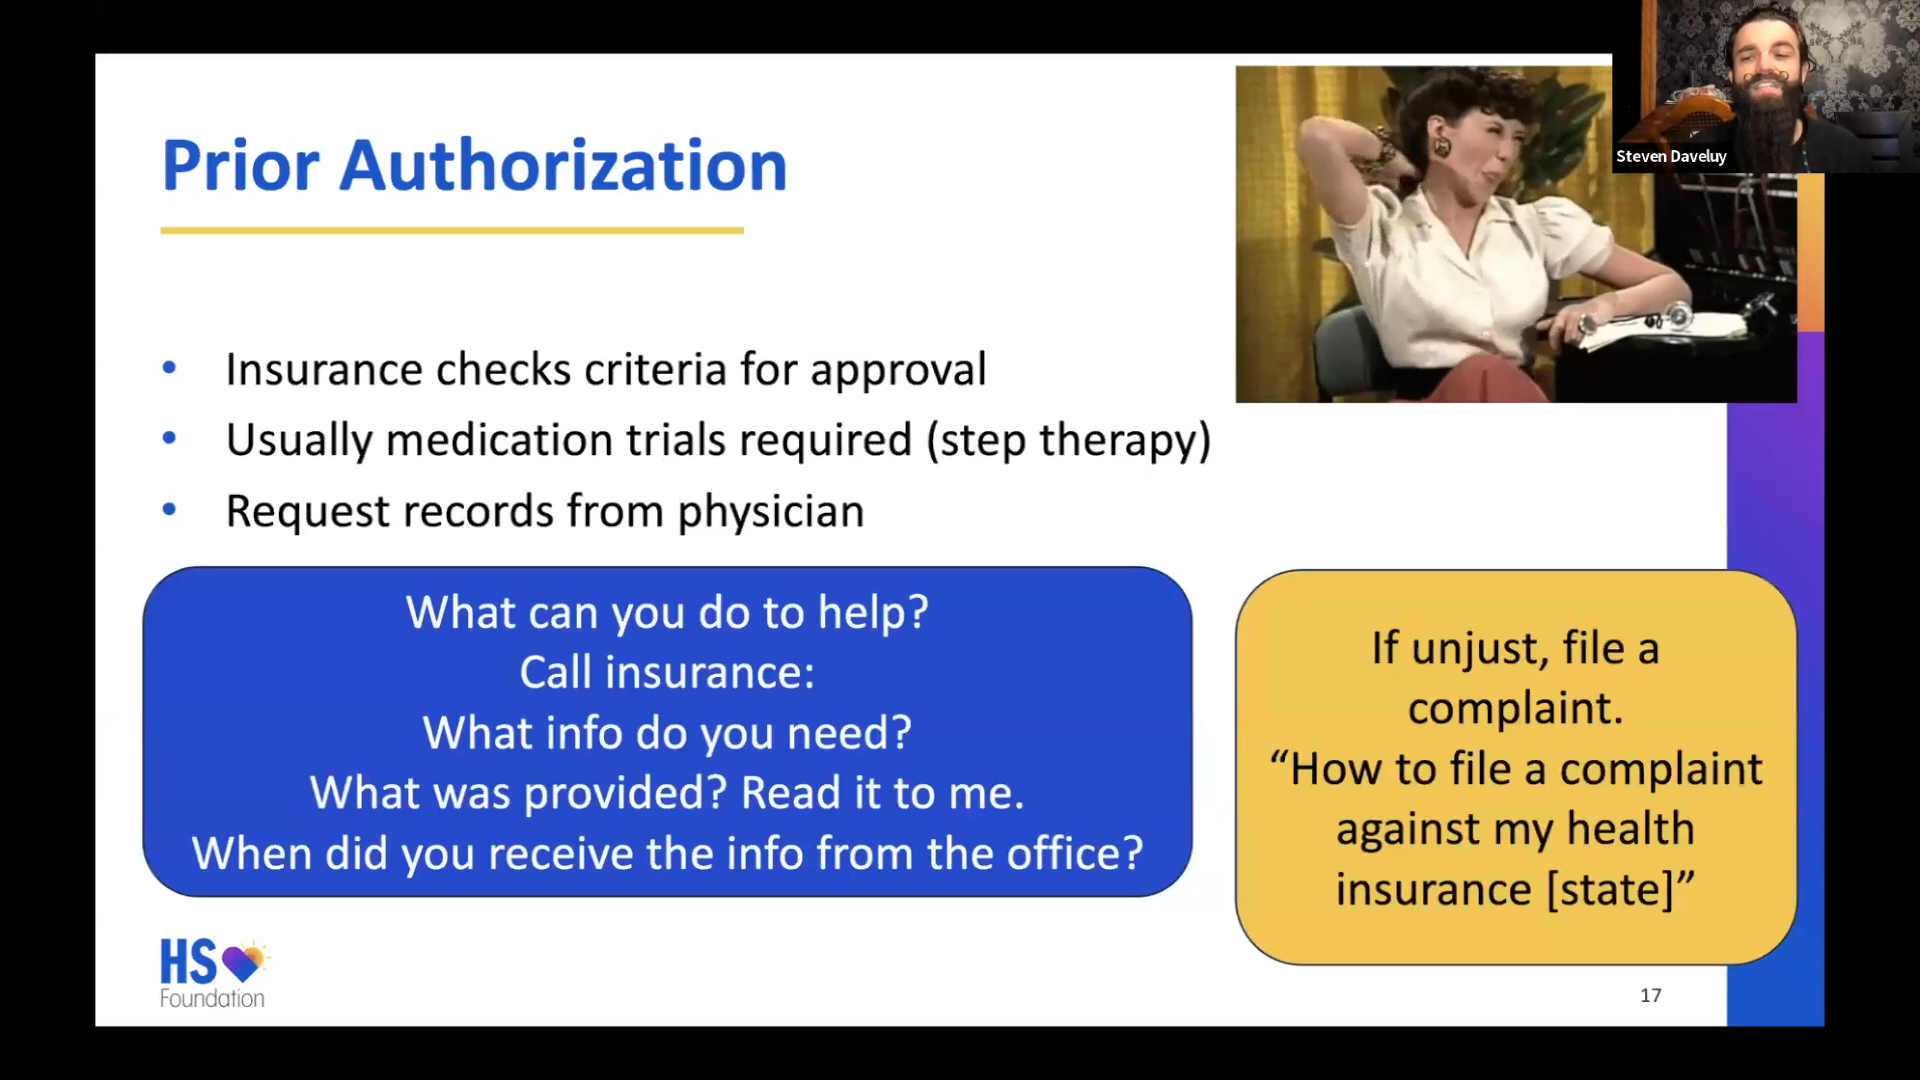 Steven Daveluy
Prior Authorization
• Insurance checks criteria for approval
• Usually medication trials required (step therapy)
• Request records from physician
What can you do to help?
Call insurance:
What info do you need?
What was provided? Read it to me.
When did you receive the info from the office?
If unjust, file a
complaint.
“How to file a complaint
against my health
insurance [state]”
HS
Foundation
17